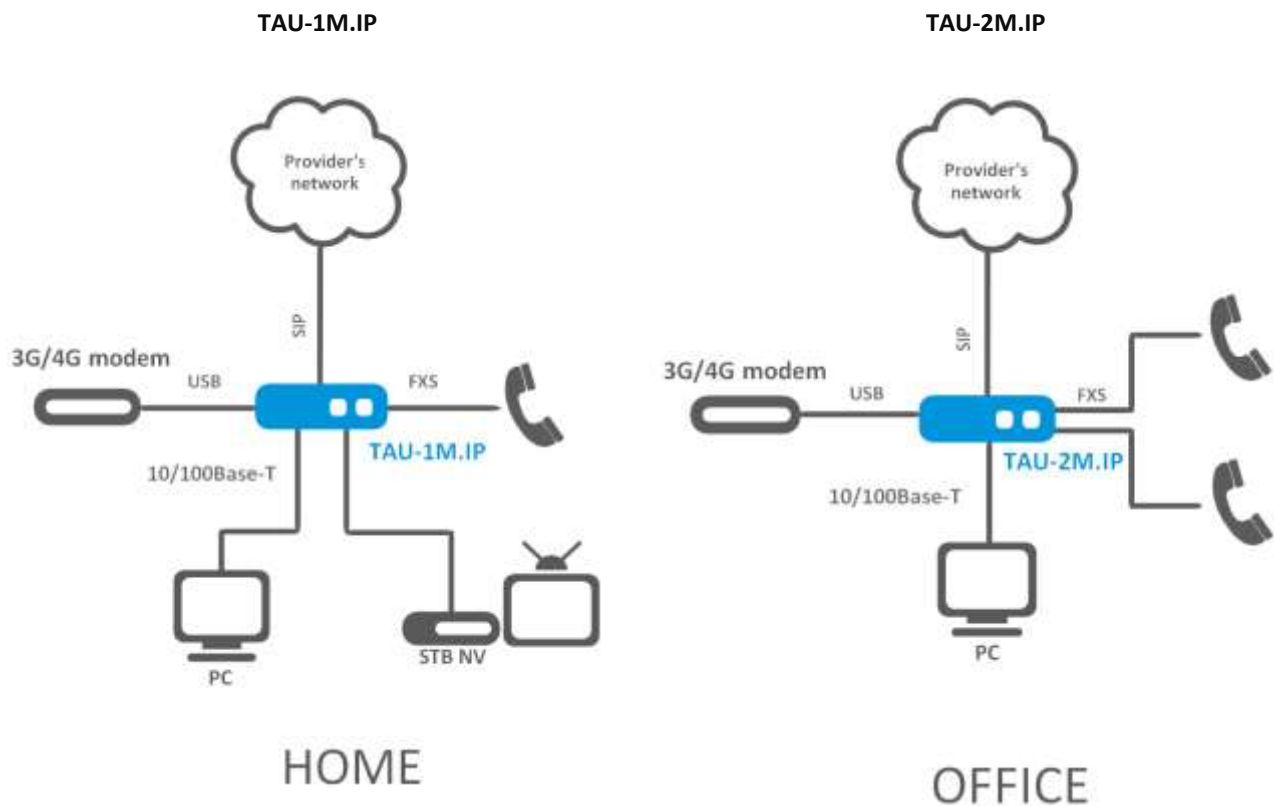 TAU-1M.IP
Provider's
network
SIP
3G/4G modem
USB
FXS
TAU-1M.IP
10/100Base-T
PC
STB NV
HOME
TAU-2M.IP
Provider's
network
SIP
3G/4G modem
USB
FXS
TAU-2M.IP
10/100Base-T
PC
OFFICE